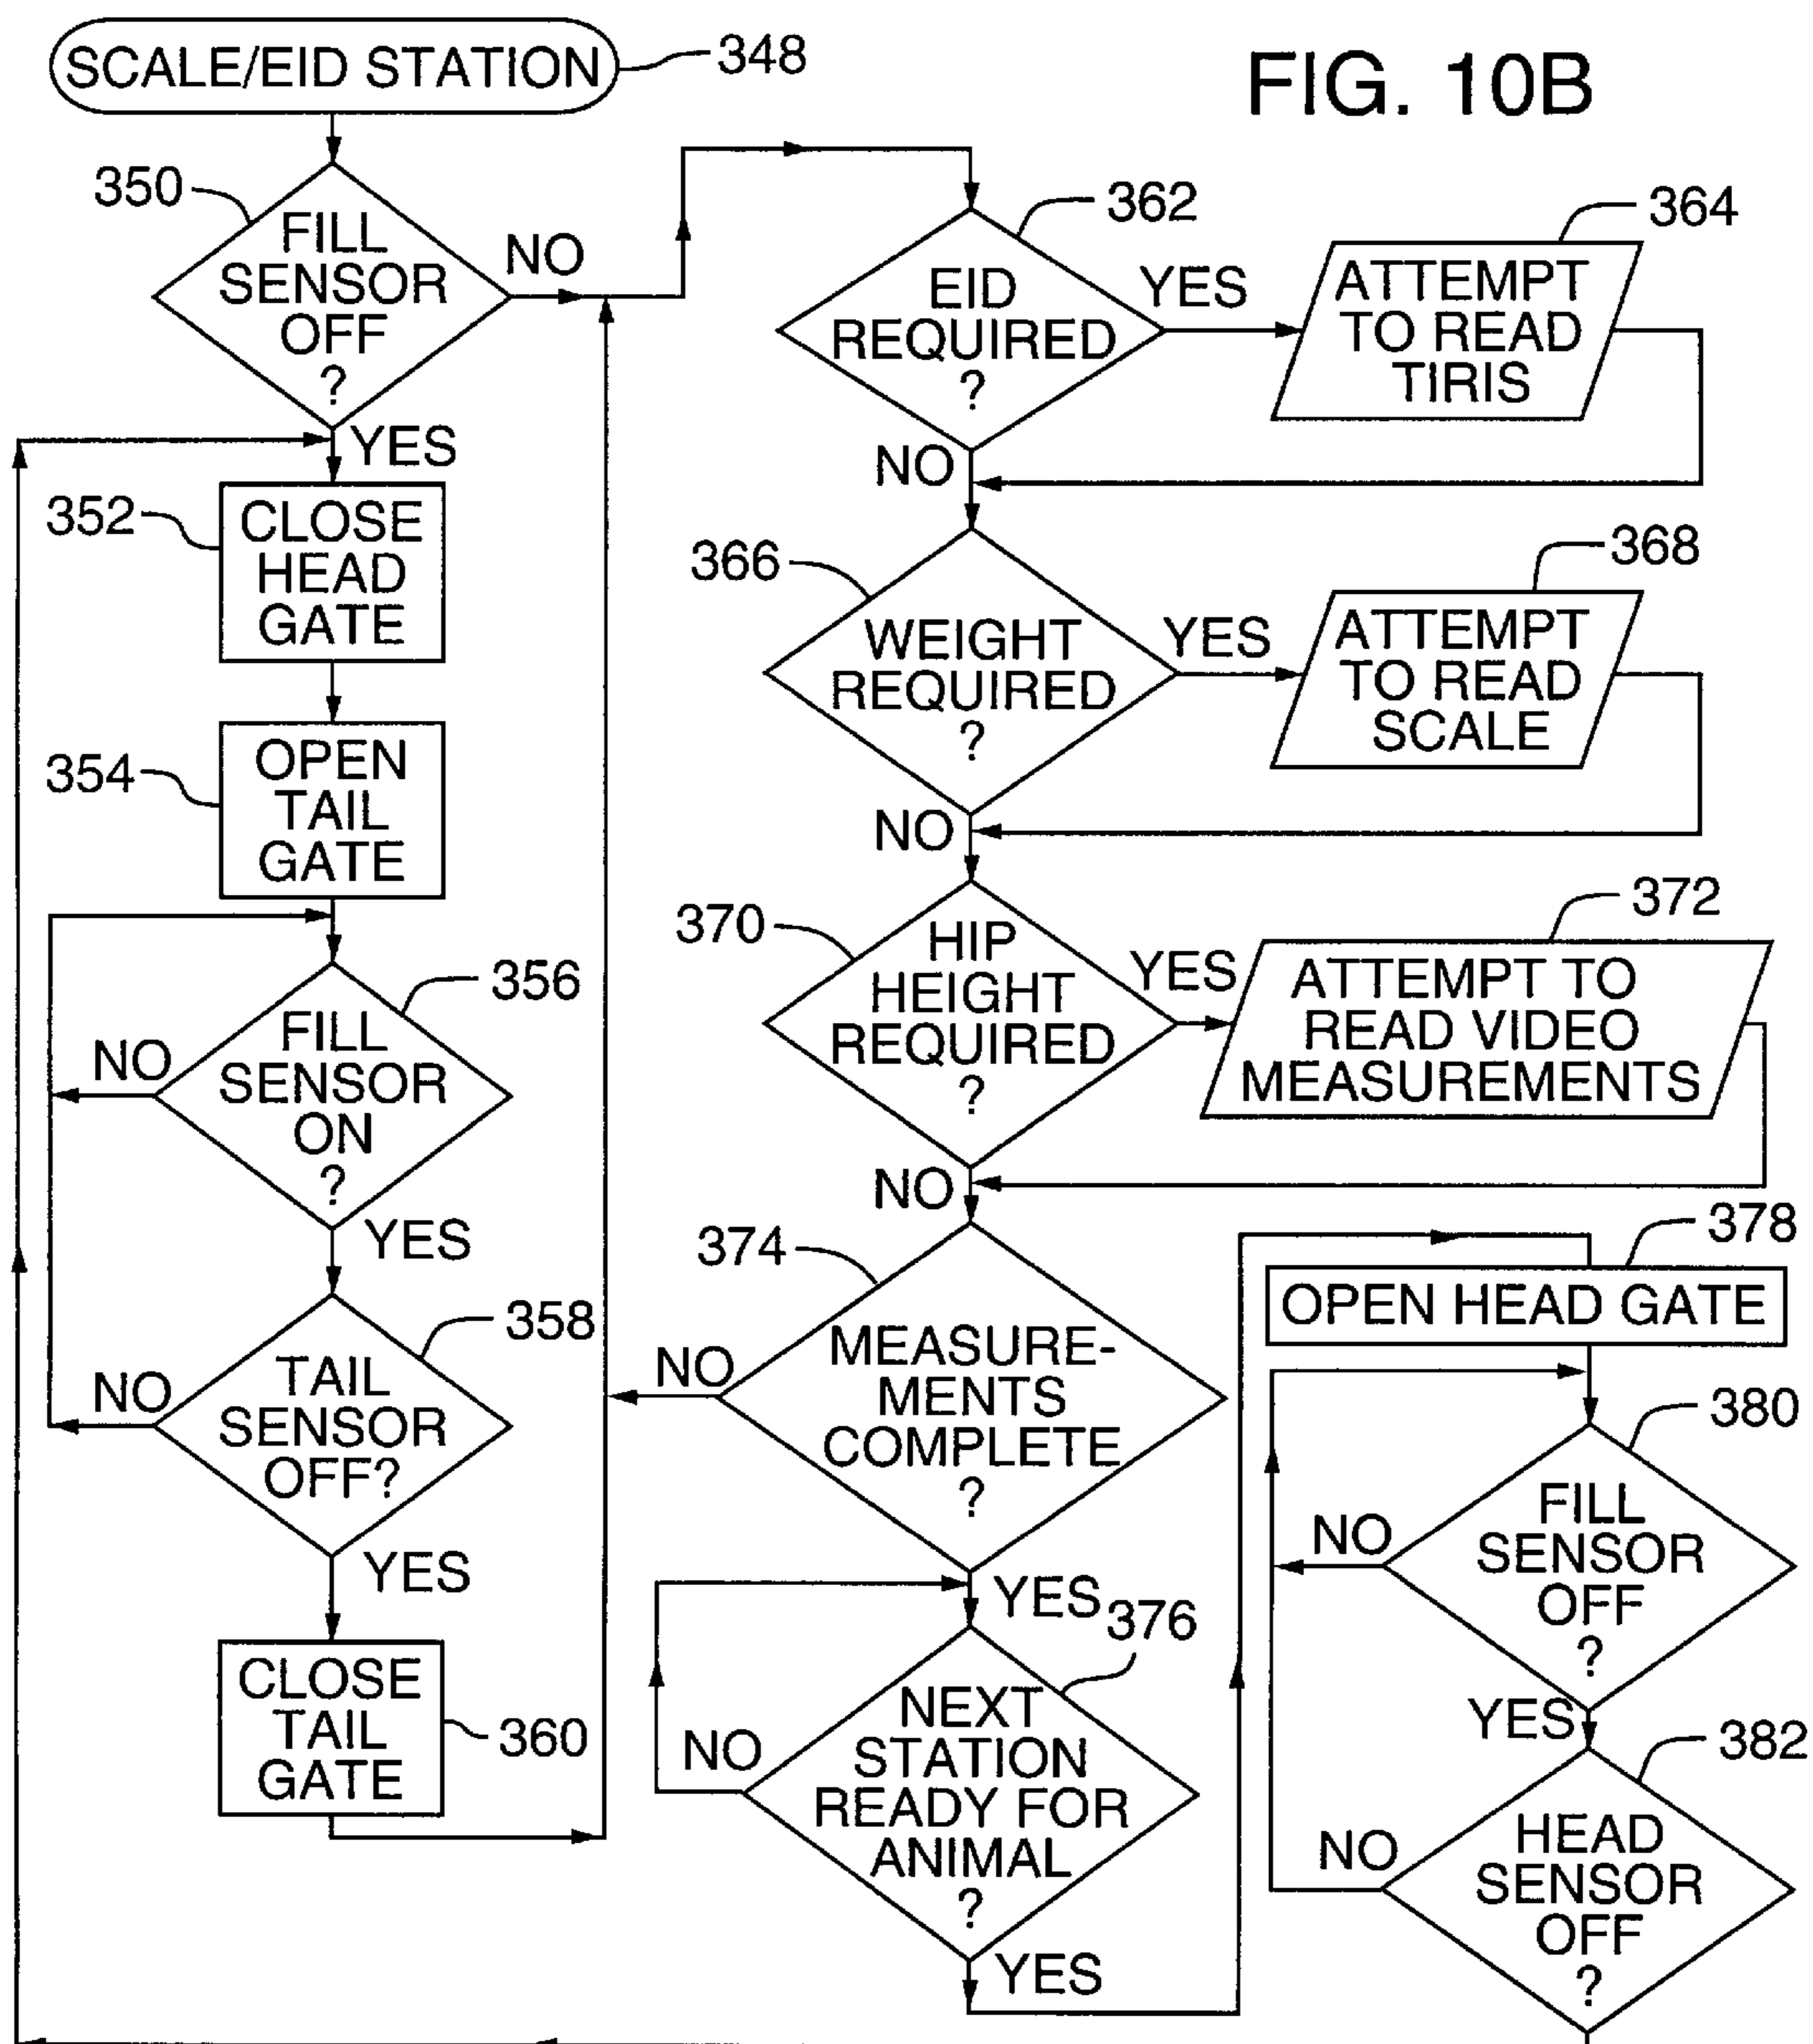 FIG. 10B
SCALE/EID STATION
348
350
FILL
SENSOR
OFF
?
NO
YES
352
CLOSE
HEAD
GATE
354
OPEN
TAIL
GATE
356
FILL
SENSOR
ON
?
NO
YES
358
TAIL
SENSOR
OFF?
NO
YES
CLOSE
TAIL
GATE
360
362
EID
REQUIRED
?
YES
NO
364
ATTEMPT
TO READ
TIRIS
366
WEIGHT
REQUIRED
?
YES
NO
368
ATTEMPT
TO READ
SCALE
370
HIP
HEIGHT
REQUIRED
?
YES
NO
372
ATTEMPT TO
READ VIDEO
MEASUREMENTS
374
MEASURE-
MENTS
COMPLETE
?
NO
YES
376
NEXT
STATION
READY FOR
ANIMAL
?
NO
YES
378
OPEN HEAD GATE
380
FILL
SENSOR
OFF
?
NO
YES
382
HEAD
SENSOR
OFF
?
NO